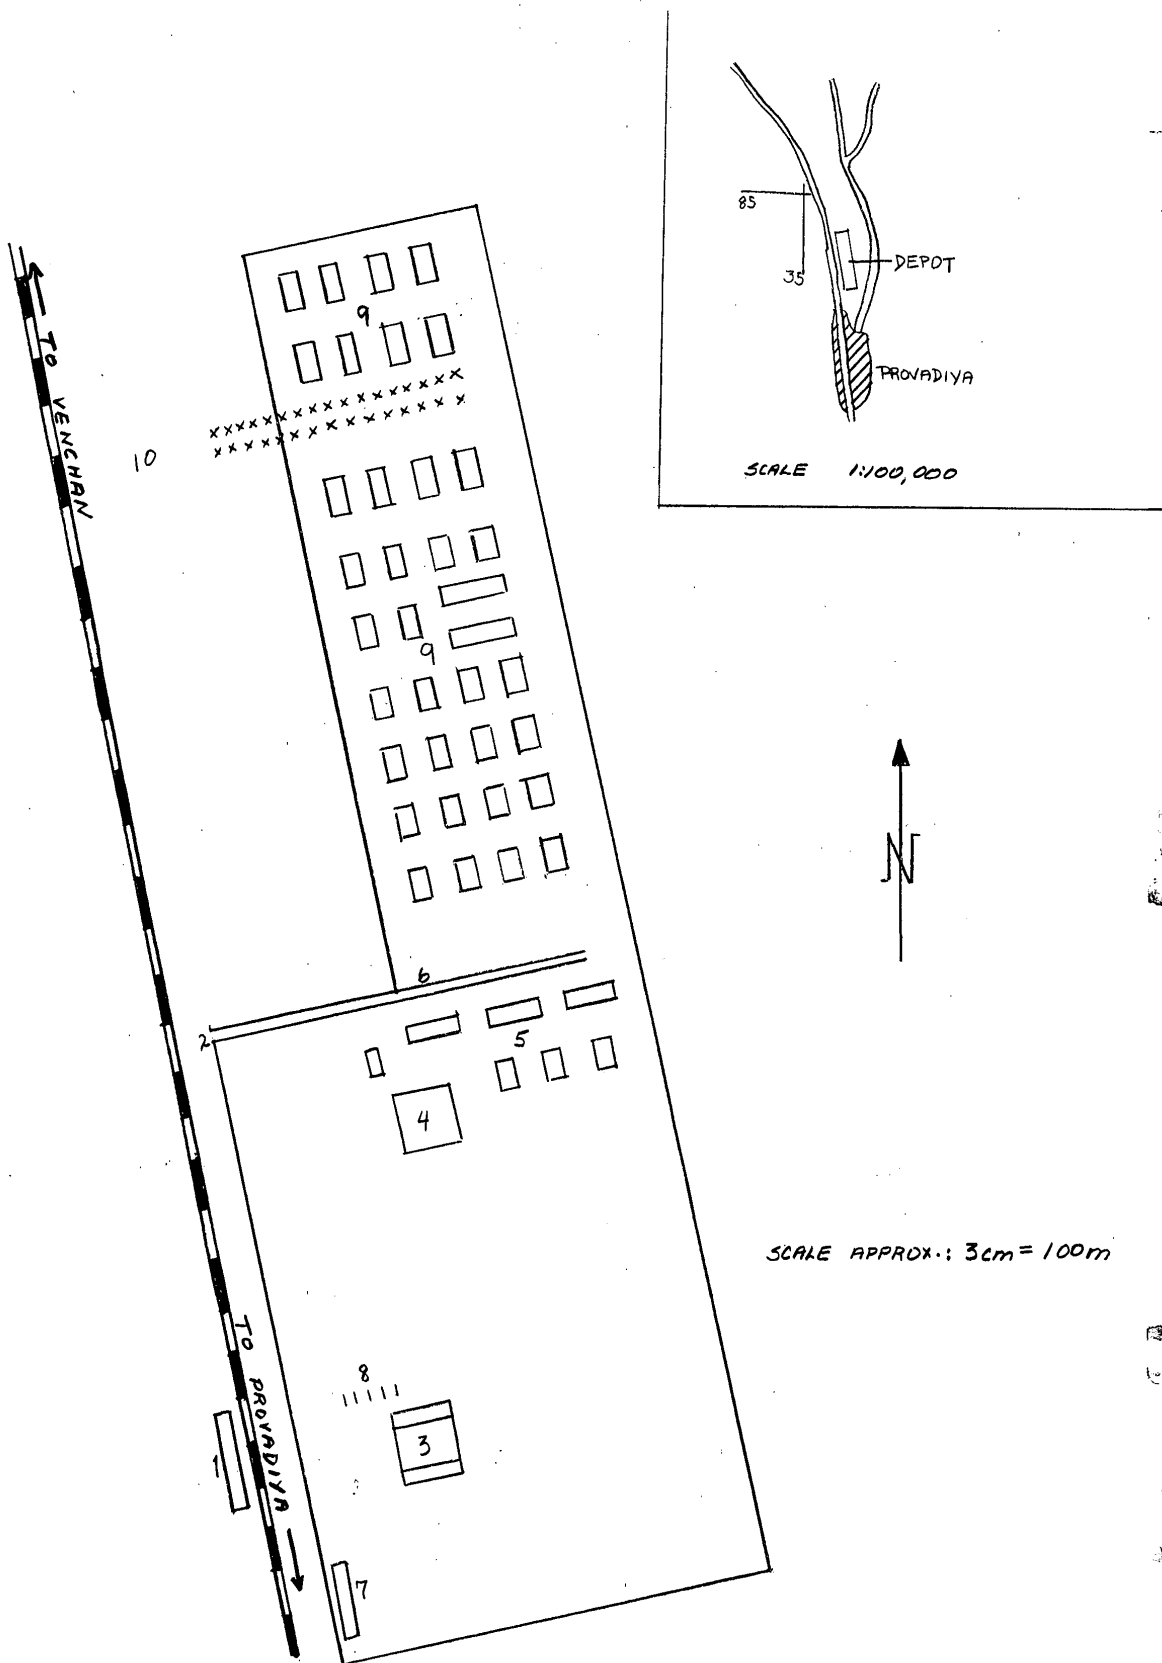 85
35
DEPOT
PROVADIYA
SCALE 1:100,000
TO VENCHAN
9
10
9
N
6
2
5
4
SCALE APPROX.: 3cm = 100m
TO PROVADIYA
8
3
1
7